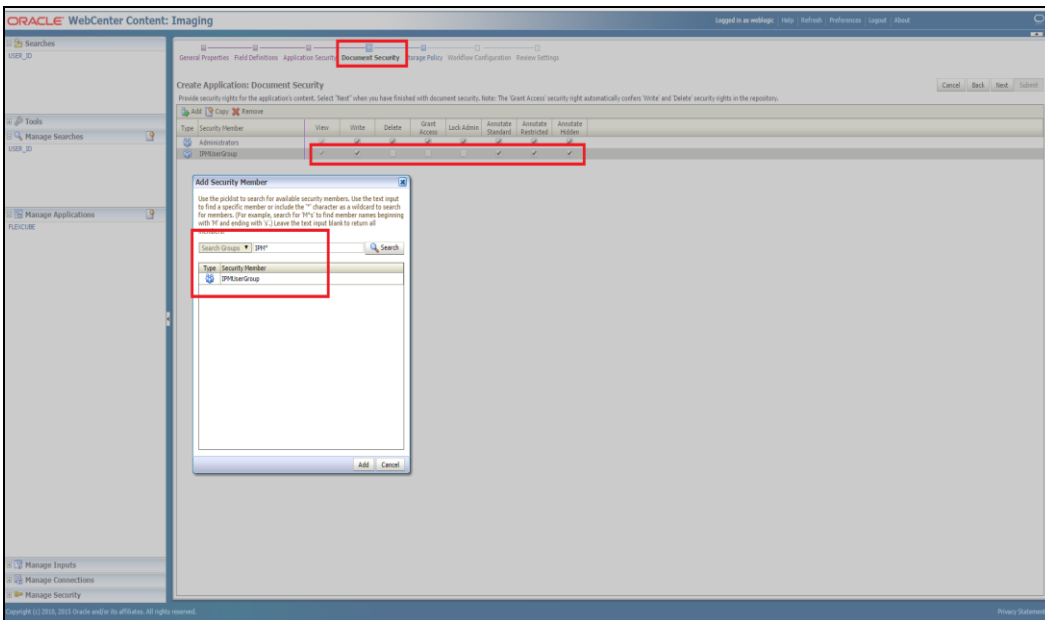 ORACLE WebCenter Content: Imaging
Logged in as weblogic Help Refresh Preferences Logout About
Searches
USER_ID
Tools
Manage Searches
USER_ID
Manage Applications
FLEXCUBE
Manage Inputs
Manage Connections
Manage Security
General Properties Field Definitions Application Security Document Security Storage Policy Workflow Configuration Review Settings
Create Application: Document Security
Cancel Back Next Submit
Provide security rights for the application's content. Select 'Next' when you have finished with document security. Note: The 'Grant Access' security right automatically confers 'Write' and 'Delete' security rights in the repository.
Add Copy Remove
Type Security Member View Write Delete Grant Access Lock Admin Annotate Standard Annotate Restricted Annotate Hidden
Administrators
IPMUserGroup
Add Security Member
Use the picklist to search for available security members. Use the text input
to find a specific member or include the '*' character as a wildcard to search
for members. (For example, search for 'M*s' to find member names beginning
with 'M' and ending with 's'.) Leave the text input blank to return all
Search Groups IPM* Search
Type Security Member
IPMUserGroup
Add Cancel
Copyright (c) 2010, 2015 Oracle and/or its affiliates. All rights reserved.
Privacy Statement